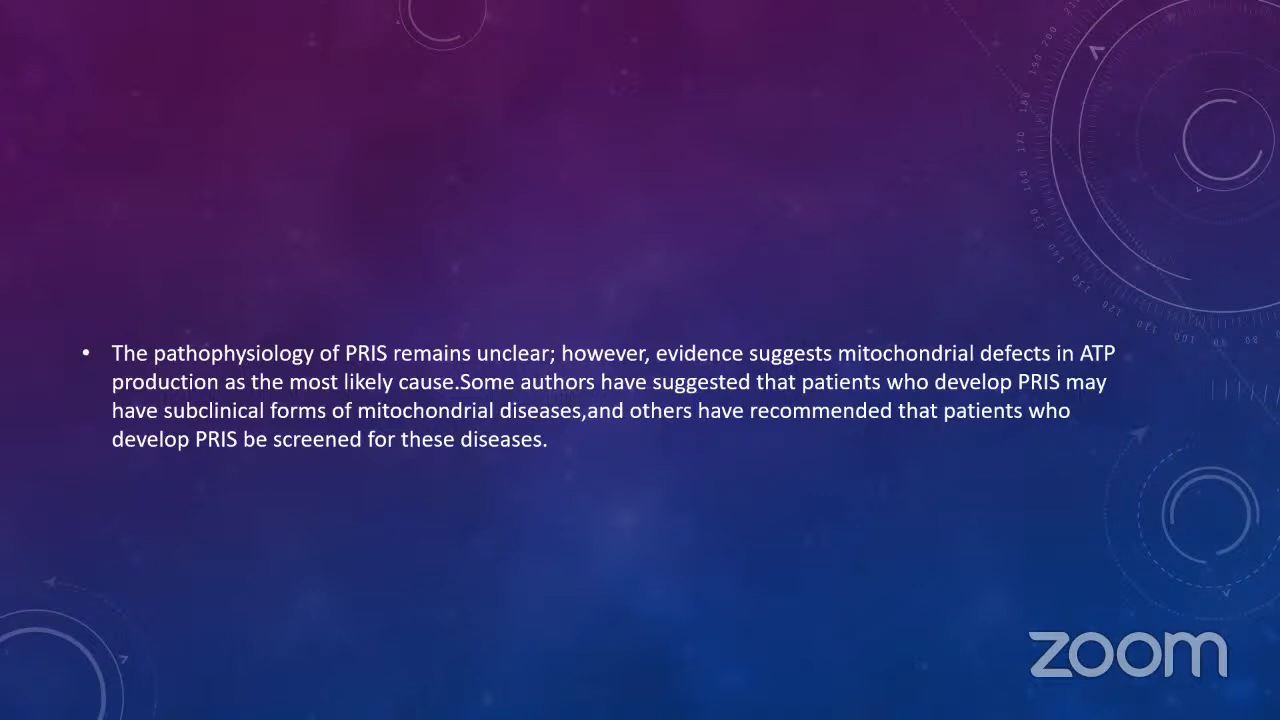 • The pathophysiology of PRIS remains unclear; however, evidence suggests mitochondrial defects in ATP
production as the most likely cause.Some authors have suggested that patients who develop PRIS may
have subclinical forms of mitochondrial diseases,and others have recommended that patients who
develop PRIS be screened for these diseases.
zoom